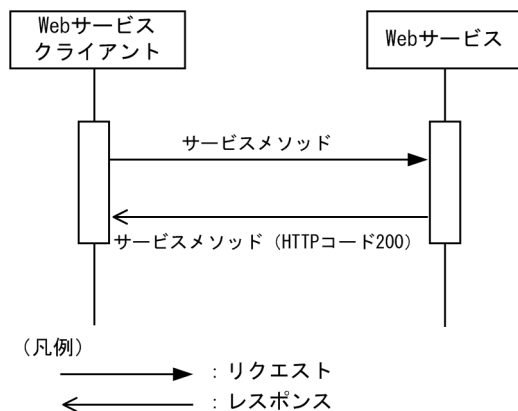 Webサービス
クライアント
Webサービス
サービスメソッド
サービスメソッド（HTTPコード200）
（凡例）
：リクエスト
：レスポンス